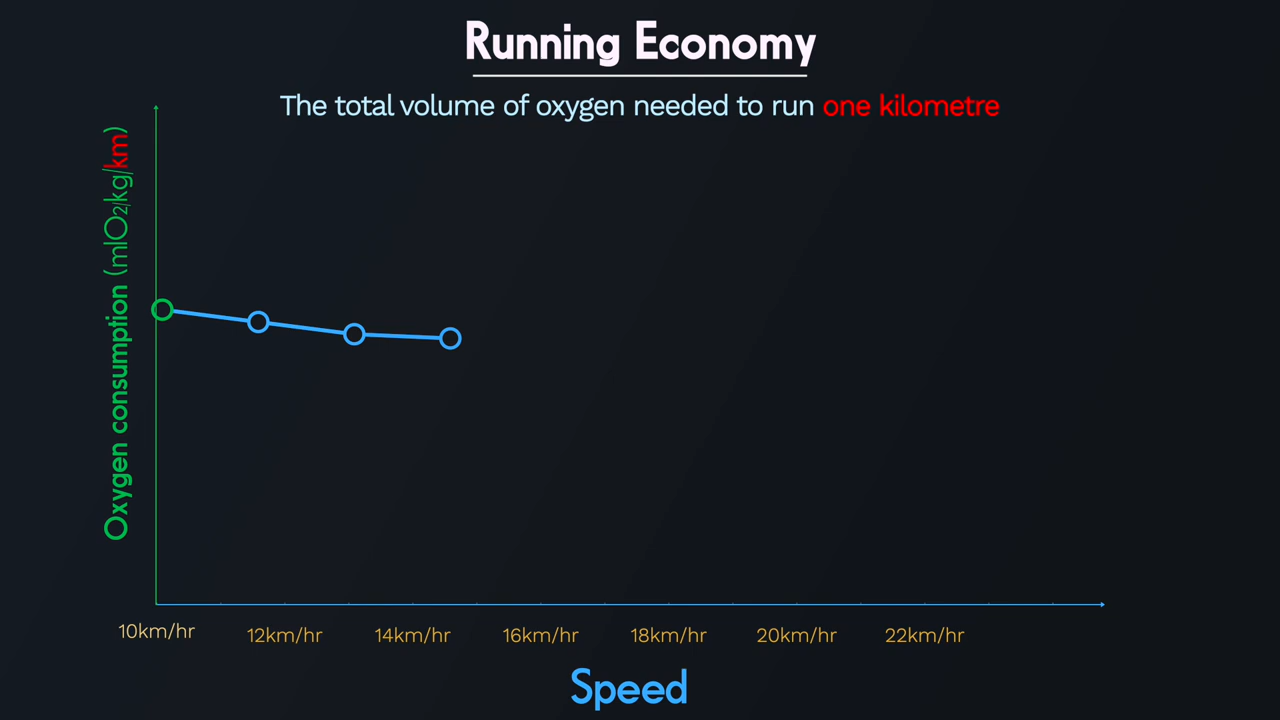 Running Economy
The total volume of oxygen needed to run one kilometre
Oxygen consumption (mlO2/kg/km)
10km/hr
12km/hr
14km/hr
16km/hr
18km/hr
20km/hr
22km/hr
Speed